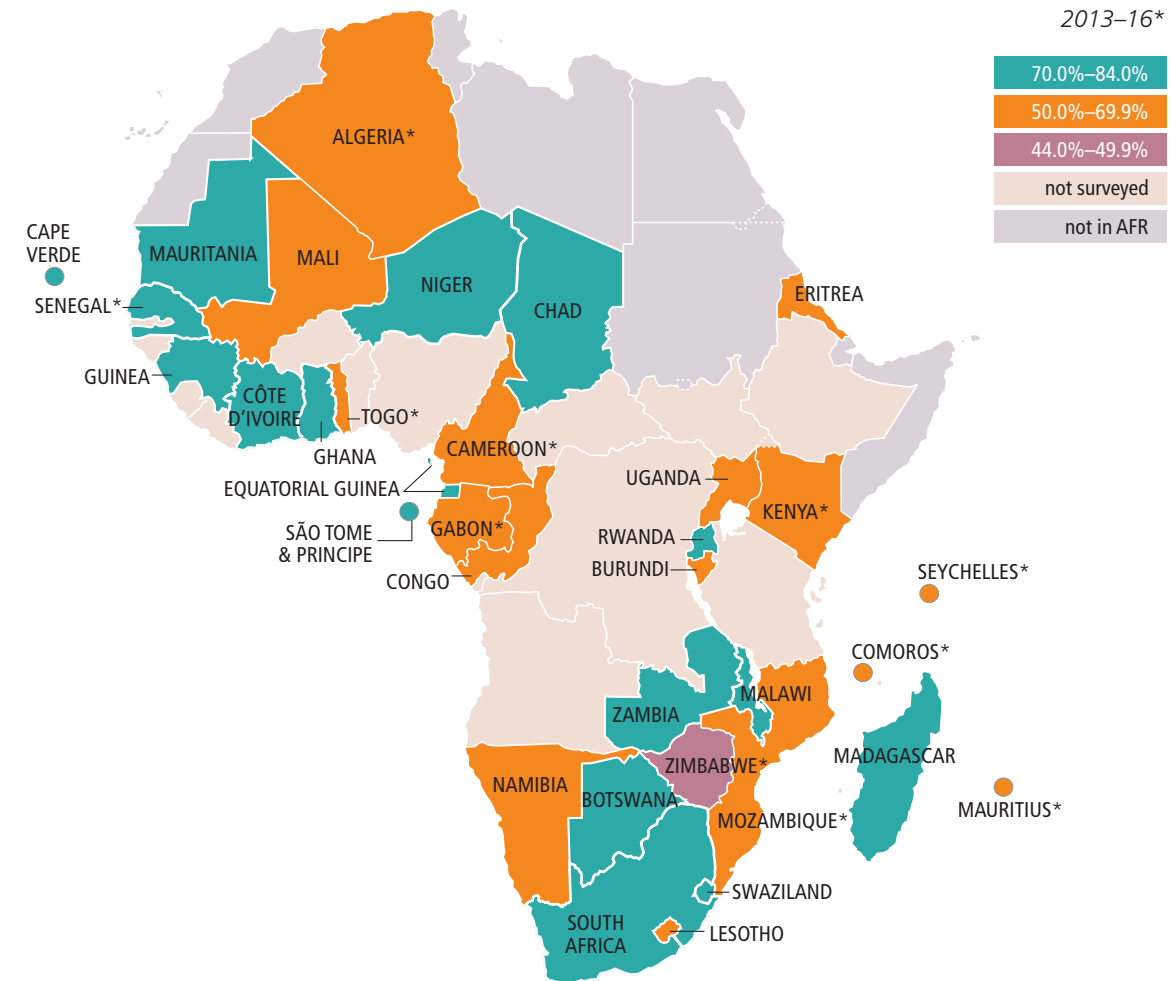 2013–16*
70.0%–84.0%
50.0%–69.9%
44.0%–49.9%
not surveyed
not in AFR
ALGERIA*
CAPE
VERDE
MAURITANIA
MALI
NIGER
CHAD
ERITREA
SENEGAL*
GUINEA
CÔTE
D'IVOIRE
TOGO*
GHANA
CAMEROON*
EQUATORIAL GUINEA
UGANDA
KENYA*
SÃO TOME
& PRINCIPE
GABON*
RWANDA
BURUNDI
CONGO
SEYCHELLES*
COMOROS*
MALAWI
ZAMBIA
MADAGASCAR
ZIMBABWE*
NAMIBIA
BOTSWANA
MAURITIUS*
MOZAMBIQUE*
SWAZILAND
SOUTH
AFRICA
LESOTHO